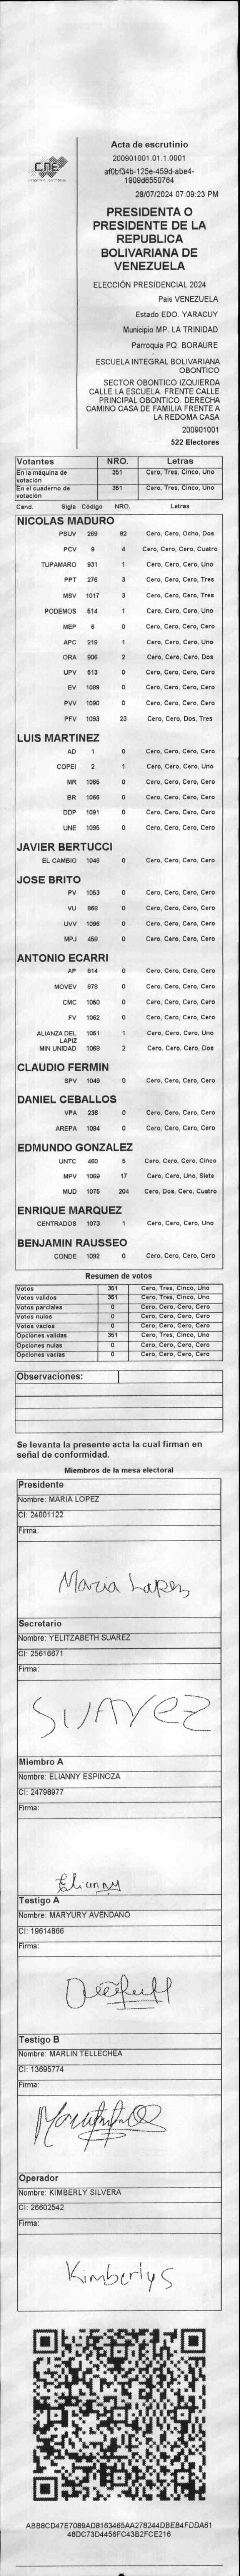 CNE
Acta de escrutinio
200901001.01.1.0001
af0bf34b-125e-459d-abe4-
1909d6550764
28/07/2024 07:09:23 PM
PRESIDENTA O
PRESIDENTE DE LA
REPUBLICA
BOLIVARIANA DE
VENEZUELA
ELECCIÓN PRESIDENCIAL 2024
Pais VENEZUELA
Estado EDO. YARACUY
Municipio MP. LA TRINIDAD
Parroquia PQ. BORAURE
ESCUELA INTEGRAL BOLIVARIANA
OBONTICO
SECTOR OBONTICO IZQUIERDA
CALLE LA ESCUELA. FRENTE CALLE
PRINCIPAL OBONTICO. DERECHA
CAMINO CASA DE FAMILIA FRENTE A
LA REDOMA CASA
200901001
522 Electores
Votantes NRO. Letras
En la máquina de votación 351 Cero, Tres, Cinco, Uno
En el cuaderno de votación 351 Cero, Tres, Cinco, Uno
Cand. Sigla Código NRO. Letras
NICOLAS MADURO
PSUV 269 82 Cero, Cero, Ocho, Dos
PCV 9 4 Cero, Cero, Cero, Cuatro
TUPAMARO 931 1 Cero, Cero, Cero, Uno
PPT 276 3 Cero, Cero, Cero, Tres
MSV 1017 3 Cero, Cero, Cero, Tres
PODEMOS 514 1 Cero, Cero, Cero, Uno
MEP 6 0 Cero, Cero, Cero, Cero
APC 219 1 Cero, Cero, Cero, Uno
ORA 906 2 Cero, Cero, Cero, Dos
UPV 513 0 Cero, Cero, Cero, Cero
EV 1089 0 Cero, Cero, Cero, Cero
PVV 1090 0 Cero, Cero, Cero, Cero
PFV 1093 23 Cero, Cero, Dos, Tres
LUIS MARTINEZ
AD 1 0 Cero, Cero, Cero, Cero
COPEI 2 1 Cero, Cero, Cero, Uno
MR 1065 0 Cero, Cero, Cero, Cero
BR 1066 0 Cero, Cero, Cero, Cero
DDP 1091 0 Cero, Cero, Cero, Cero
UNE 1095 0 Cero, Cero, Cero, Cero
JAVIER BERTUCCI
EL CAMBIO 1048 0 Cero, Cero, Cero, Cero
JOSE BRITO
PV 1053 0 Cero, Cero, Cero, Cero
VU 968 0 Cero, Cero, Cero, Cero
UVV 1096 0 Cero, Cero, Cero, Cero
MPJ 458 0 Cero, Cero, Cero, Cero
ANTONIO ECARRI
AP 814 0 Cero, Cero, Cero, Cero
MOVEV 878 0 Cero, Cero, Cero, Cero
CMC 1050 0 Cero, Cero, Cero, Cero
FV 1062 0 Cero, Cero, Cero, Cero
ALIANZA DEL LAPIZ 1051 1 Cero, Cero, Cero, Uno
MIN UNIDAD 1068 2 Cero, Cero, Cero, Dos
CLAUDIO FERMIN
SPV 1049 0 Cero, Cero, Cero, Cero
DANIEL CEBALLOS
VPA 236 0 Cero, Cero, Cero, Cero
AREPA 1094 0 Cero, Cero, Cero, Cero
EDMUNDO GONZALEZ
UNTC 460 5 Cero, Cero, Cero, Cinco
MPV 1069 17 Cero, Cero, Uno, Siete
MUD 1075 204 Cero, Dos, Cero, Cuatro
ENRIQUE MARQUEZ
CENTRADOS 1073 1 Cero, Cero, Cero, Uno
BENJAMIN RAUSSEO
CONDE 1092 0 Cero, Cero, Cero, Cero
Resumen de votos
Votos 351 Cero, Tres, Cinco, Uno
Votos validos 351 Cero, Tres, Cinco, Uno
Votos parciales 0 Cero, Cero, Cero, Cero
Votos nulos 0 Cero, Cero, Cero, Cero
Votos vacios 0 Cero, Cero, Cero, Cero
Opciones validas 351 Cero, Tres, Cinco, Uno
Opciones nulas 0 Cero, Cero, Cero, Cero
Opciones vacias 0 Cero, Cero, Cero, Cero
Observaciones:
Se levanta la presente acta la cual firman en
señal de conformidad.
Miembros de la mesa electoral
Presidente
Nombre: MARIA LOPEZ
CI: 24001122
Firma:
Maria Lopez
Secretario
Nombre: YELITZABETH SUAREZ
CI: 25616671
Firma:
SUAVEZ
Miembro A
Nombre: ELIANNY ESPINOZA
CI: 24798977
Firma:
Elianny
Testigo A
Nombre: MARYURY AVENDAÑO
CI: 19614866
Firma:
Testigo B
Nombre: MARLIN TELLECHEA
CI: 13695774
Firma:
Operador
Nombre: KIMBERLY SILVERA
CI: 26602542
Firma:
Kimberly S
ABB8CD47E7089AD8163465AA278244DBEB4FDDA61
48DC73D4456FC43B2FCE216